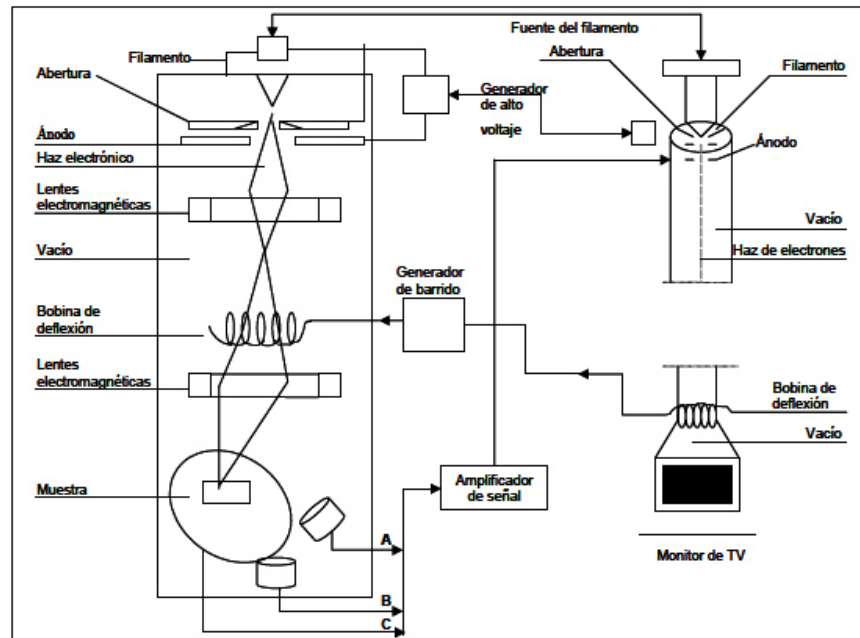 Filamento
Abertura
Ánodo
Haz electrónico
Lentes
electromagnéticas
Vacío
Bobina de
deflexión
Lentes
electromagnéticas
Muestra
Fuente del filamento
Abertura
Filamento
Generador
de alto
voltaje
Ánodo
Vacío
Haz de electrones
Generador
de barrido
Bobina de
deflexión
Vacío
Amplificador
de señal
A
B
C
Monitor de TV